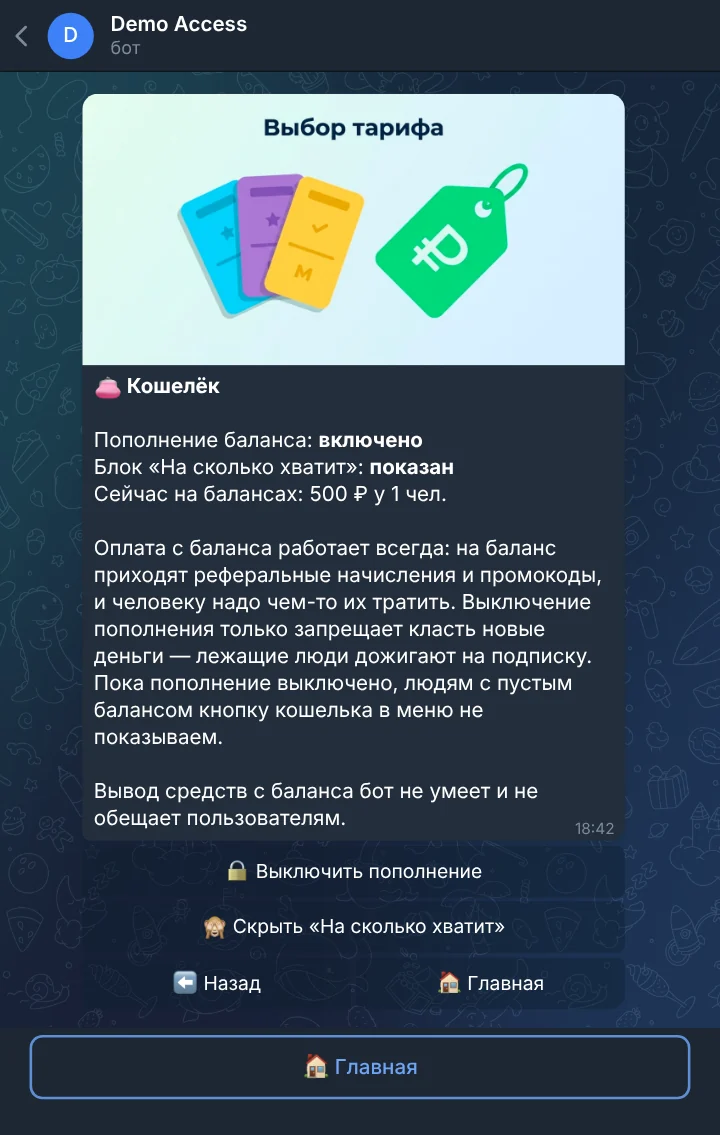 D
Demo Access
бот
Выбор тарифа
M
₽
👛 Кошелёк
Пополнение баланса: включено
Блок «На сколько хватит»: показан
Сейчас на балансах: 500 ₽ у 1 чел.
Оплата с баланса работает всегда: на баланс
приходят реферальные начисления и промокоды,
и человеку надо чем-то их тратить. Выключение
пополнения только запрещает класть новые
деньги — лежащие люди дожигают на подписку.
Пока пополнение выключено, людям с пустым
балансом кнопку кошелька в меню не
показываем.
Вывод средств с баланса бот не умеет и не
обещает пользователям.
18:42
🔒 Выключить пополнение
🙈 Скрыть «На сколько хватит»
⬅️ Назад
🏠 Главная
🏠 Главная